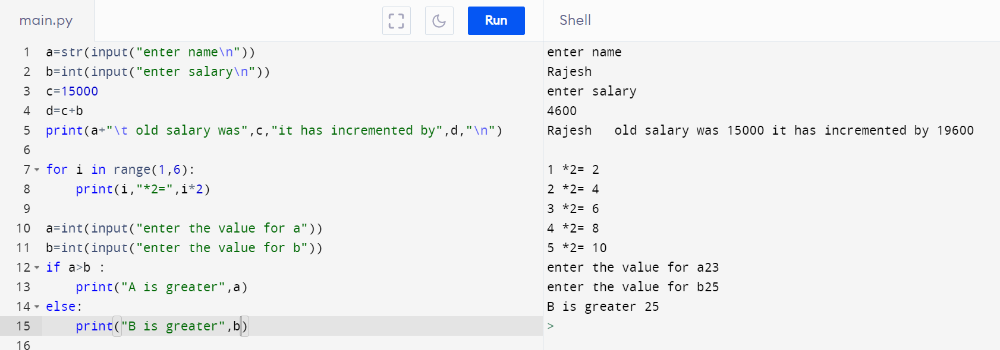 main.py
Run
Shell
1 a=str(input("enter name\n"))
2 b=int(input("enter salary\n"))
3 c=15000
4 d=c+b
5 print(a+"\t old salary was",c,"it has incremented by",d,"\n")
6
7 for i in range(1,6):
8     print(i,"*2=",i*2)
9
10 a=int(input("enter the value for a"))
11 b=int(input("enter the value for b"))
12 if a>b :
13     print("A is greater",a)
14 else:
15     print("B is greater",b)
16
enter name
Rajesh
enter salary
4600
Rajesh   old salary was 15000 it has incremented by 19600
1 *2= 2
2 *2= 4
3 *2= 6
4 *2= 8
5 *2= 10
enter the value for a23
enter the value for b25
B is greater 25
>